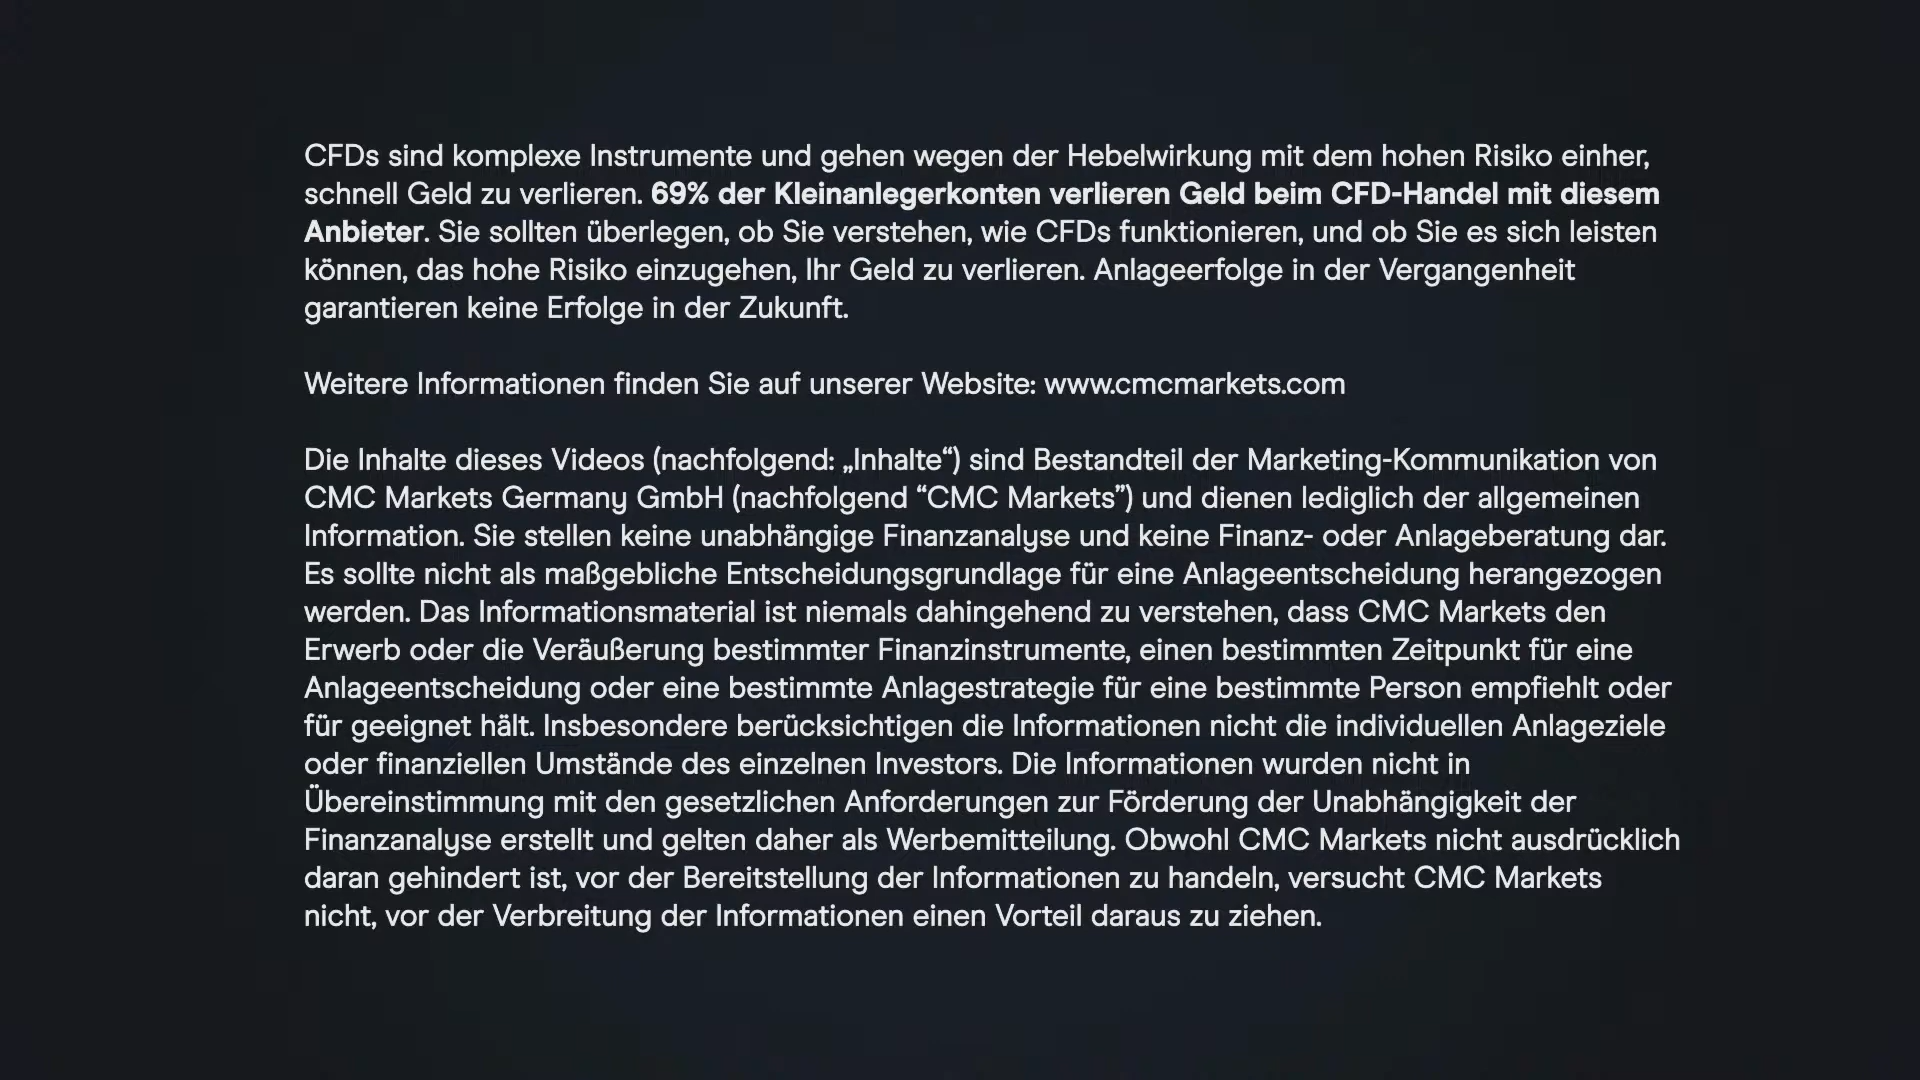 CFDs sind komplexe Instrumente und gehen wegen der Hebelwirkung mit dem hohen Risiko einher,
schnell Geld zu verlieren. 69% der Kleinanlegerkonten verlieren Geld beim CFD-Handel mit diesem
Anbieter. Sie sollten überlegen, ob Sie verstehen, wie CFDs funktionieren, und ob Sie es sich leisten
können, das hohe Risiko einzugehen, Ihr Geld zu verlieren. Anlageerfolge in der Vergangenheit
garantieren keine Erfolge in der Zukunft.
Weitere Informationen finden Sie auf unserer Website: www.cmcmarkets.com
Die Inhalte dieses Videos (nachfolgend: „Inhalte“) sind Bestandteil der Marketing-Kommunikation von
CMC Markets Germany GmbH (nachfolgend “CMC Markets”) und dienen lediglich der allgemeinen
Information. Sie stellen keine unabhängige Finanzanalyse und keine Finanz- oder Anlageberatung dar.
Es sollte nicht als maßgebliche Entscheidungsgrundlage für eine Anlageentscheidung herangezogen
werden. Das Informationsmaterial ist niemals dahingehend zu verstehen, dass CMC Markets den
Erwerb oder die Veräußerung bestimmter Finanzinstrumente, einen bestimmten Zeitpunkt für eine
Anlageentscheidung oder eine bestimmte Anlagestrategie für eine bestimmte Person empfiehlt oder
für geeignet hält. Insbesondere berücksichtigen die Informationen nicht die individuellen Anlageziele
oder finanziellen Umstände des einzelnen Investors. Die Informationen wurden nicht in
Übereinstimmung mit den gesetzlichen Anforderungen zur Förderung der Unabhängigkeit der
Finanzanalyse erstellt und gelten daher als Werbemitteilung. Obwohl CMC Markets nicht ausdrücklich
daran gehindert ist, vor der Bereitstellung der Informationen zu handeln, versucht CMC Markets
nicht, vor der Verbreitung der Informationen einen Vorteil daraus zu ziehen.